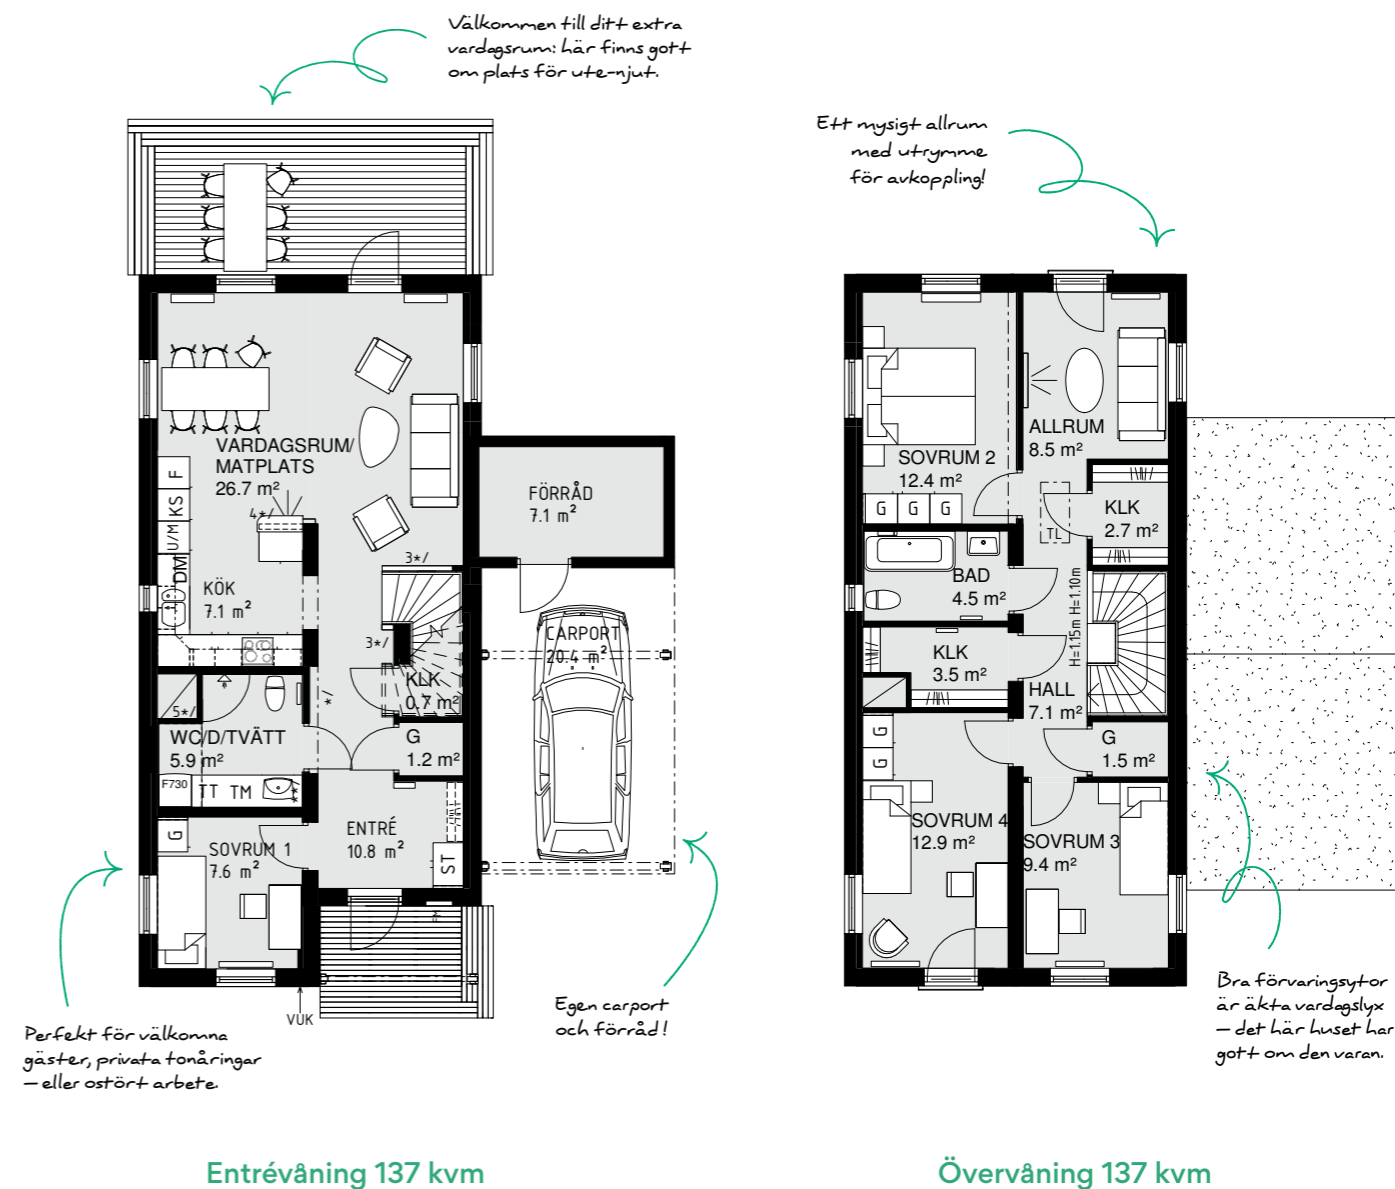 Välkommen till ditt extra
vardagsrum: här finns gott
om plats för ute-njut.
Ett mysigt allrum
med utrymme
för avkoppling!
VARDAGSRUM/
MATPLATS
26.7 m²
F
KS
U/M
DM
4*/
3*/
KÖK
7.1 m²
3*/
KLK
0.7 m²
*/
5*/
WC/D/TVÄTT
5.9 m²
F730
TT TM
G
1.2 m²
G
SOVRUM 1
7.6 m²
ENTRÉ
10.8 m²
ST
FM
VUK
FÖRRÅD
7.1 m²
CARPORT
20.4 m²
SOVRUM 2
12.4 m²
G G G
ALLRUM
8.5 m²
KLK
2.7 m²
TL
BAD
4.5 m²
H=1.15m H=1.10m
KLK
3.5 m²
HALL
7.1 m²
G
G
G
1.5 m²
SOVRUM 4
12.9 m²
SOVRUM 3
9.4 m²
Perfekt för välkomna
gäster, privata tonåringar
– eller ostört arbete.
Egen carport
och förråd!
Bra förvaringsytor
är äkta vardagslyx
– det här huset har
gott om den varan.
Entrévåning 137 kvm
Övervåning 137 kvm